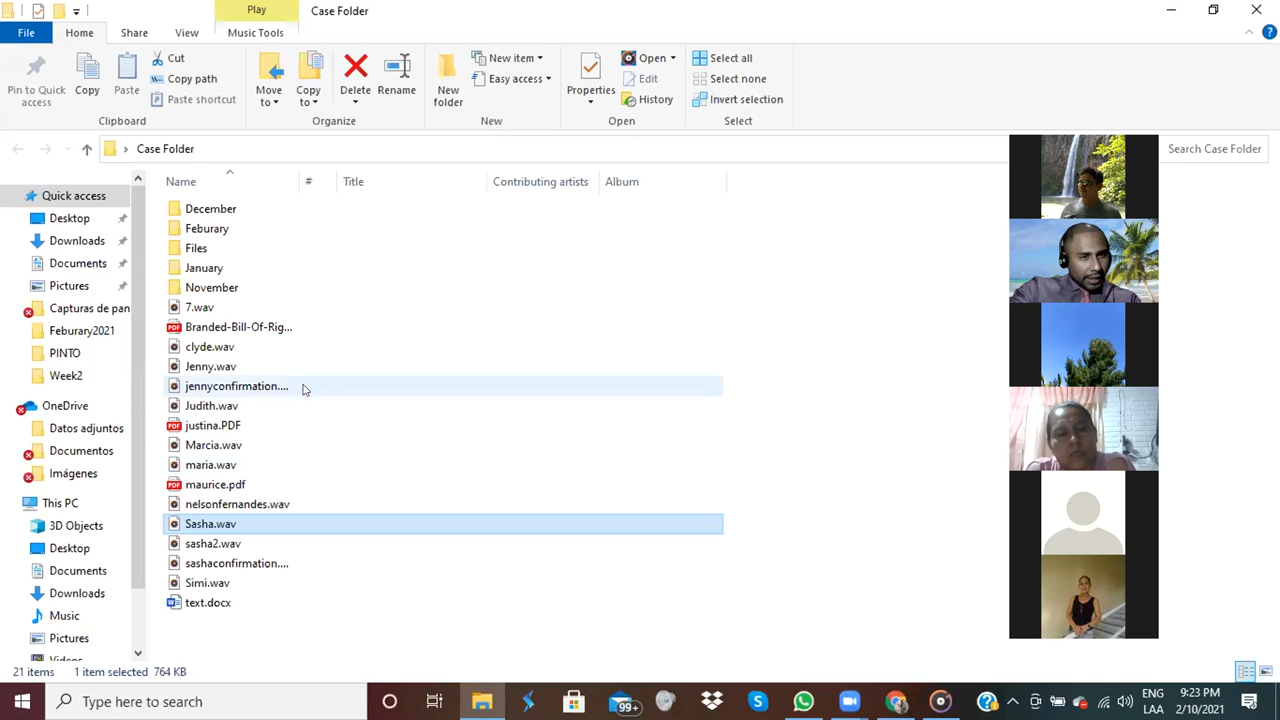 Play
Case Folder
File
Home
Share
View
Music Tools
Pin to Quick access
Copy
Paste
Cut
Copy path
Paste shortcut
Clipboard
Move to
Copy to
Delete
Rename
Organize
New folder
New item
Easy access
New
Properties
Open
Edit
History
Open
Select all
Select none
Invert selection
Select
Case Folder
Search Case Folder
Name
#
Title
Contributing artists
Album
Quick access
Desktop
Downloads
Documents
Pictures
Capturas de pan
Feburary2021
PINTO
Week2
OneDrive
Datos adjuntos
Documentos
Imágenes
This PC
3D Objects
Desktop
Documents
Downloads
Music
Pictures
Videos
December
Feburary
Files
January
November
7.wav
Branded-Bill-Of-Rig...
clyde.wav
Jenny.wav
jennyconfirmation....
Judith.wav
justina.PDF
Marcia.wav
maria.wav
maurice.pdf
nelsonfernandes.wav
Sasha.wav
sasha2.wav
sashaconfirmation....
Simi.wav
text.docx
21 items
1 item selected 764 KB
Type here to search
99+
ENG
LAA
9:23 PM
2/10/2021